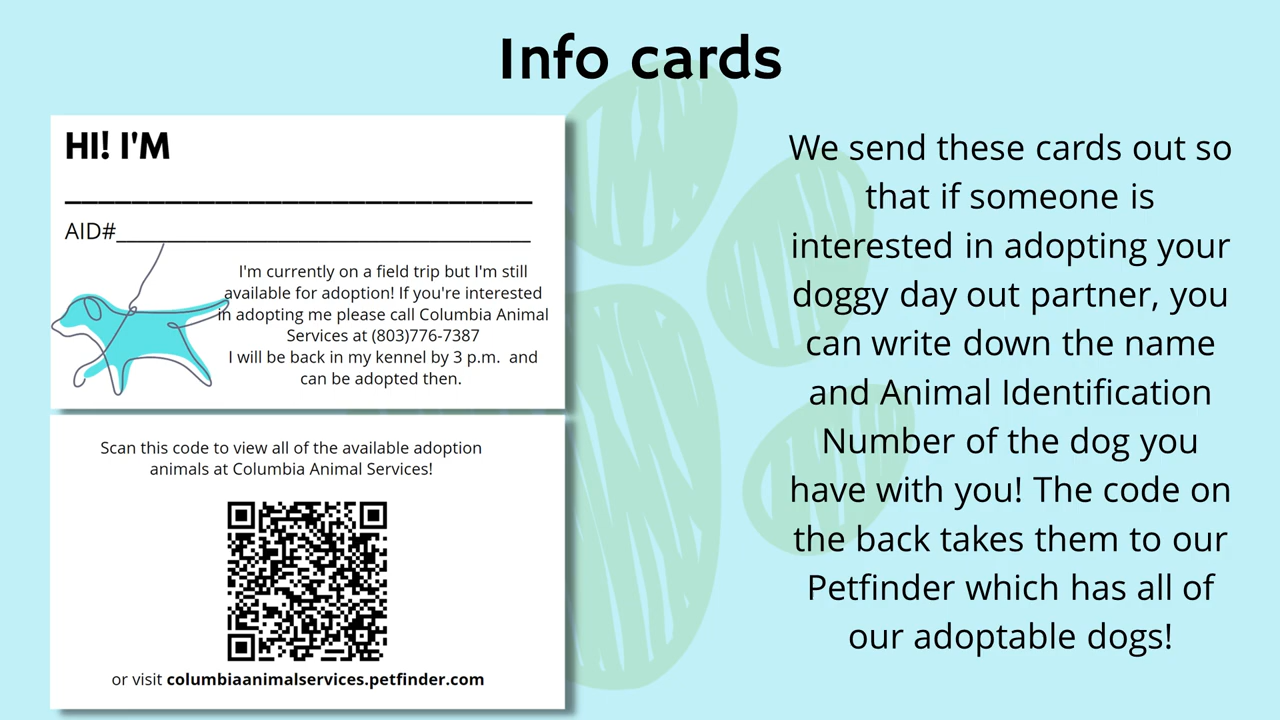 Info cards
HI! I'M
____________________________
AID#__________________________________
I'm currently on a field trip but I'm still
available for adoption! If you're interested
in adopting me please call Columbia Animal
Services at (803)776-7387
I will be back in my kennel by 3 p.m. and
can be adopted then.
Scan this code to view all of the available adoption
animals at Columbia Animal Services!
or visit columbiaanimalservices.petfinder.com
We send these cards out so
that if someone is
interested in adopting your
doggy day out partner, you
can write down the name
and Animal Identification
Number of the dog you
have with you! The code on
the back takes them to our
Petfinder which has all of
our adoptable dogs!